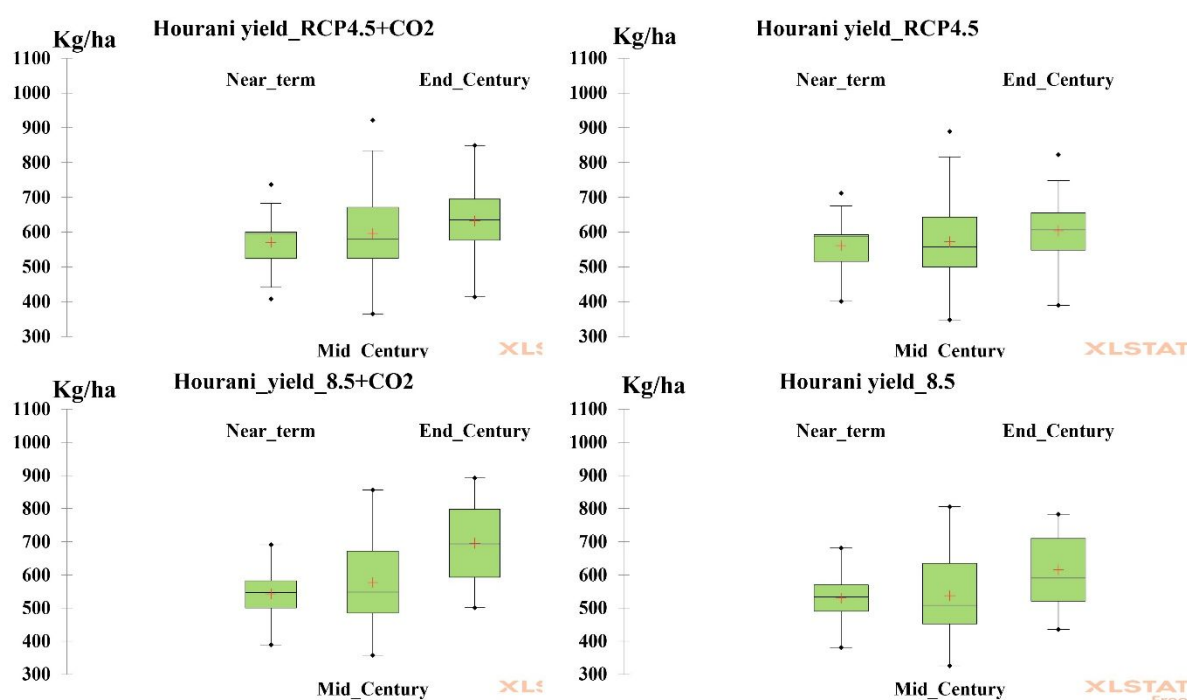 Hourani yield_RCP4.5+CO2
Kg/ha
1100
1000
900
800
700
600
500
400
300
Near_term
End_Century
Mid_Century
XLS
Hourani yield_RCP4.5
Kg/ha
1100
1000
900
800
700
600
500
400
300
Near_term
End_Century
Mid_Century
XLSTAT
Hourani_yield_8.5+CO2
Kg/ha
1100
1000
900
800
700
600
500
400
300
Near_term
End_Century
Mid_Century
XLS
Hourani yield_8.5
Kg/ha
1100
1000
900
800
700
600
500
400
300
Near_term
End_Century
Mid_Century
XLSTAT